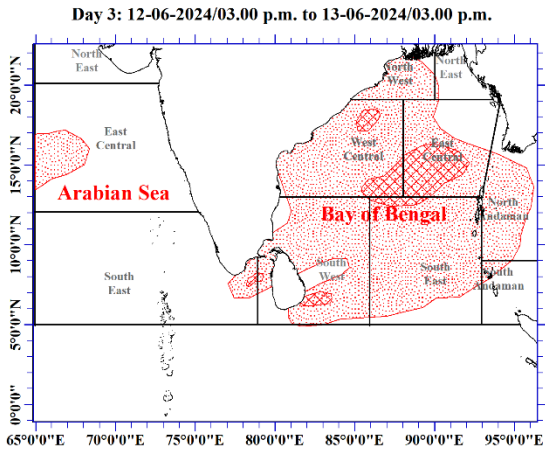 Day 3: 12-06-2024/03.00 p.m. to 13-06-2024/03.00 p.m.
North
East
North
West
North
East
20°0'0"N
East
Central
West
Central
East
Central
15°0'0"N
Arabian Sea
Bay of Bengal
North
Andaman
10°0'0"N
South
East
South
West
South
East
South
Andaman
5°0'0"N
0°0'0"
65°0'0"E
70°0'0"E
75°0'0"E
80°0'0"E
85°0'0"E
90°0'0"E
95°0'0"E